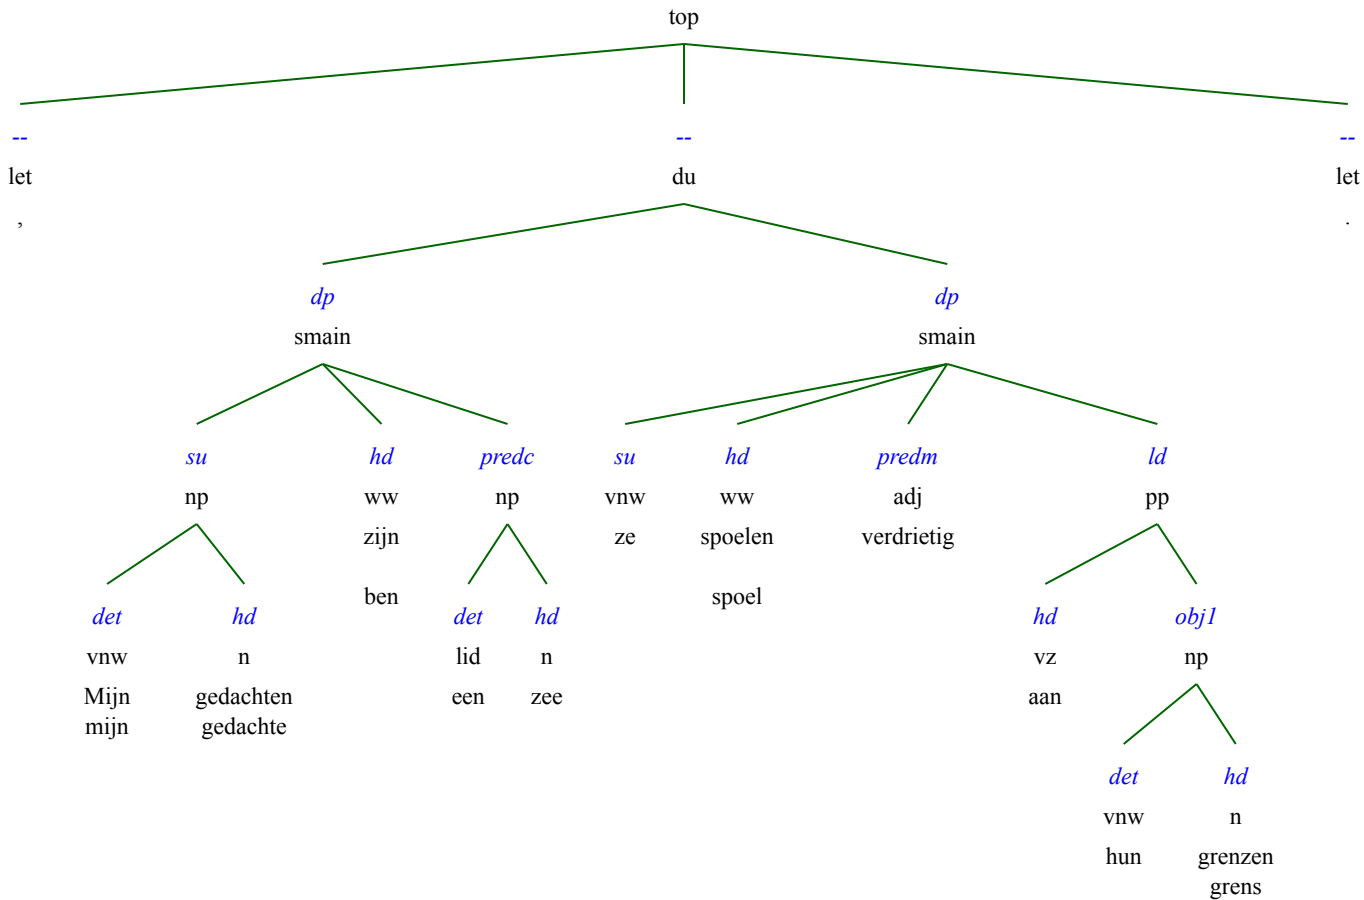 top
-- -- --
let du let
, .
dp dp
smain smain
su hd predc su hd predm ld
np ww np vnw ww adj pp
zijn ze spoelen verdrietig
ben spoel
det hd det hd hd obj1
vnw n lid n vz np
Mijn gedachten een zee aan
mijn gedachte
det hd
vnw n
hun grenzen
grens